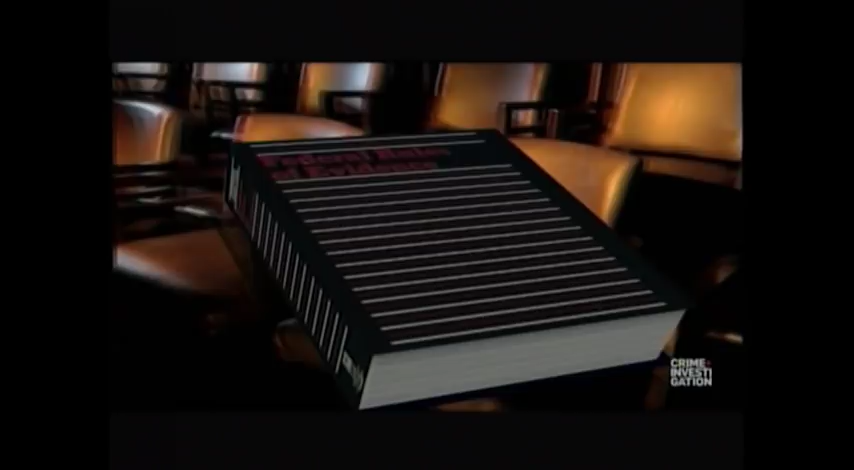 Federal Rules
of Evidence
CRIME+
INVESTI
GATION